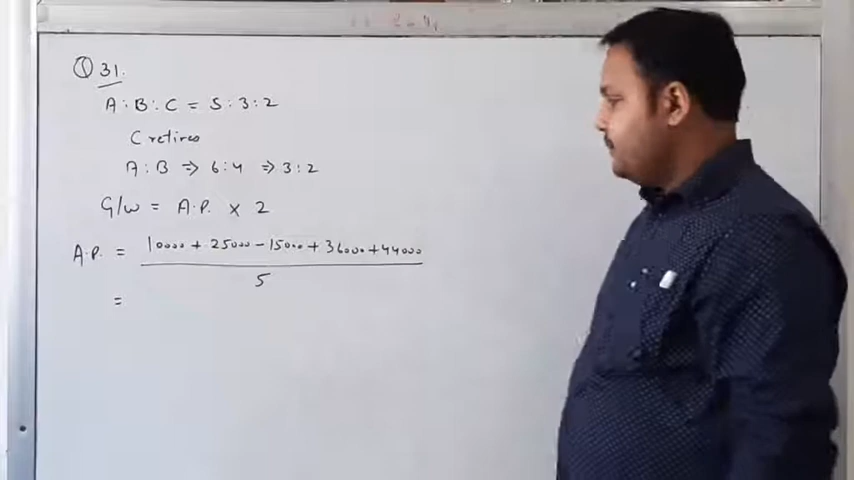 Q 31.
A : B : C = 5 : 3 : 2
C retires
A : B ⇒ 6 : 4 ⇒ 3 : 2
G/w = A.P. x 2
A.P. = 10000 + 25000 - 15000 + 36000 + 44000
5
=